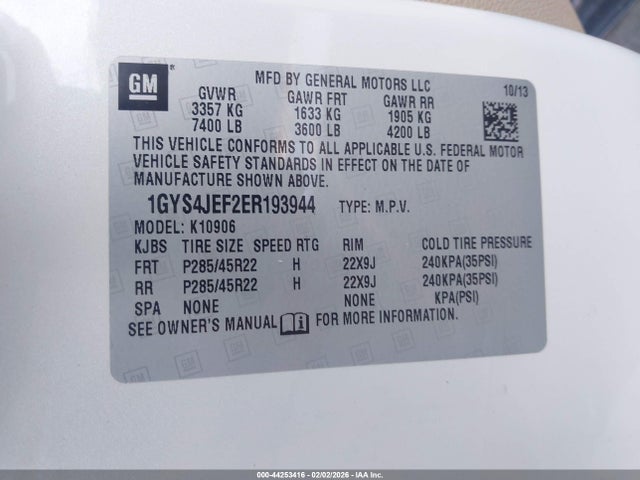 GM
MFD BY GENERAL MOTORS LLC 10/13
GVWR GAWR FRT GAWR RR
3357 KG 1633 KG 1905 KG
7400 LB 3600 LB 4200 LB
THIS VEHICLE CONFORMS TO ALL APPLICABLE U.S. FEDERAL MOTOR
VEHICLE SAFETY STANDARDS IN EFFECT ON THE DATE OF
MANUFACTURE SHOWN ABOVE.
1GYS4JEF2ER193944 TYPE: M.P.V.
MODEL: K10906
KJBS TIRE SIZE SPEED RTG RIM COLD TIRE PRESSURE
FRT P285/45R22 H 22X9J 240KPA(35PSI)
RR P285/45R22 H 22X9J 240KPA(35PSI)
SPA NONE NONE KPA(PSI)
SEE OWNER'S MANUAL FOR MORE INFORMATION.
000-44253416 - 02/02/2026 - IAA Inc.